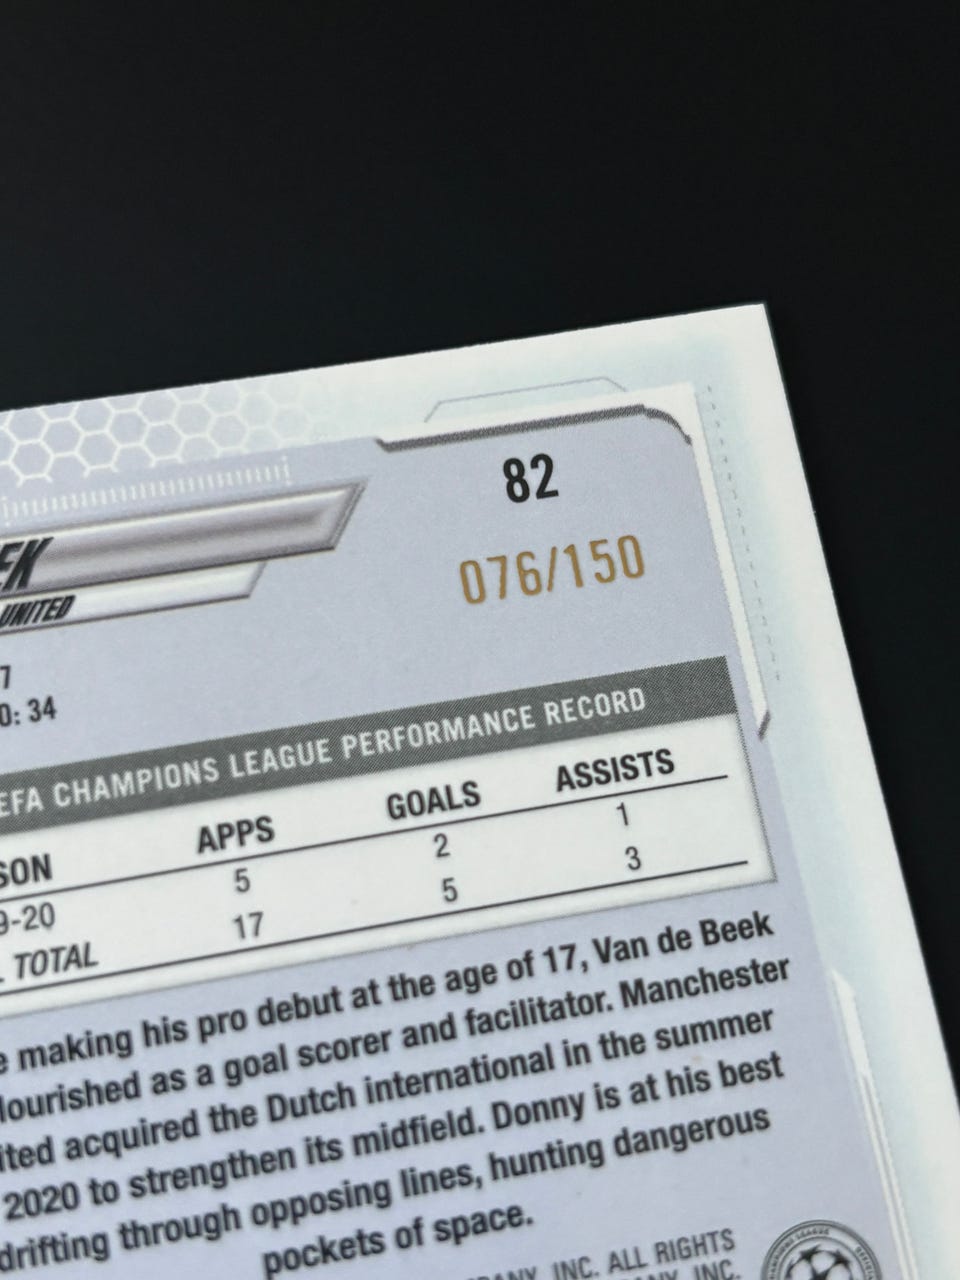 82
076/150
EK
UNITED
7
0: 34
EFA CHAMPIONS LEAGUE PERFORMANCE RECORD
SON APPS GOALS ASSISTS
9-20 5 2 1
TOTAL 17 5 3
e making his pro debut at the age of 17, Van de Beek
lourished as a goal scorer and facilitator. Manchester
ited acquired the Dutch international in the summer
2020 to strengthen its midfield. Donny is at his best
drifting through opposing lines, hunting dangerous
pockets of space.
PANY, INC. ALL RIGHTS
ANY, INC.